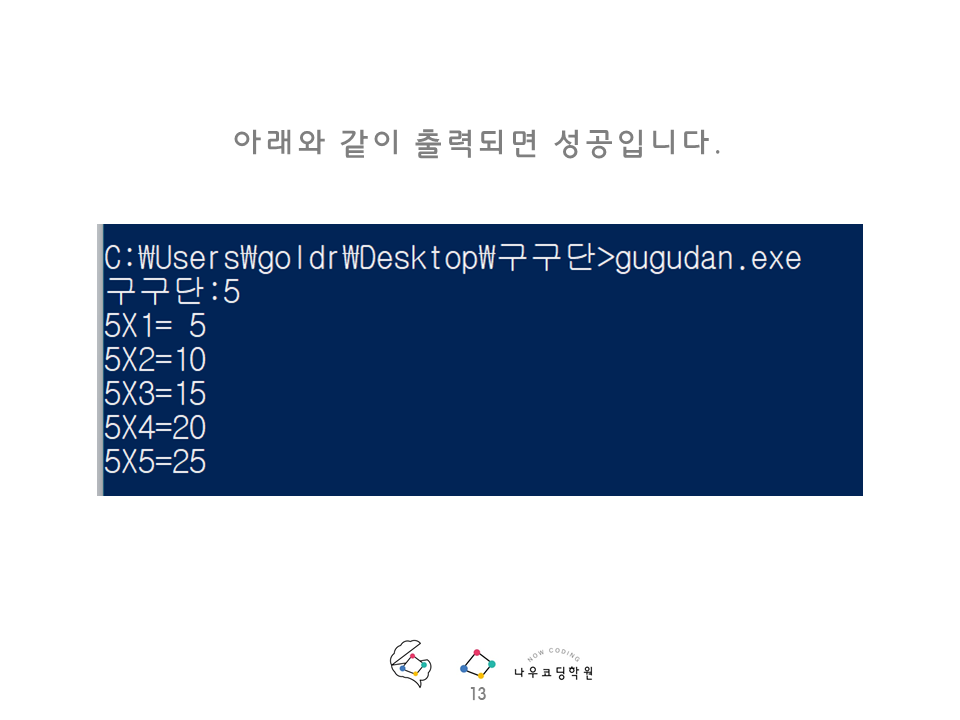 아래와 같이 출력되면 성공입니다.
C:₩Users₩goldr₩Desktop₩구구단>gugudan.exe
구구단:5
5X1= 5
5X2=10
5X3=15
5X4=20
5X5=25
NOW CODING
나우코딩학원
13